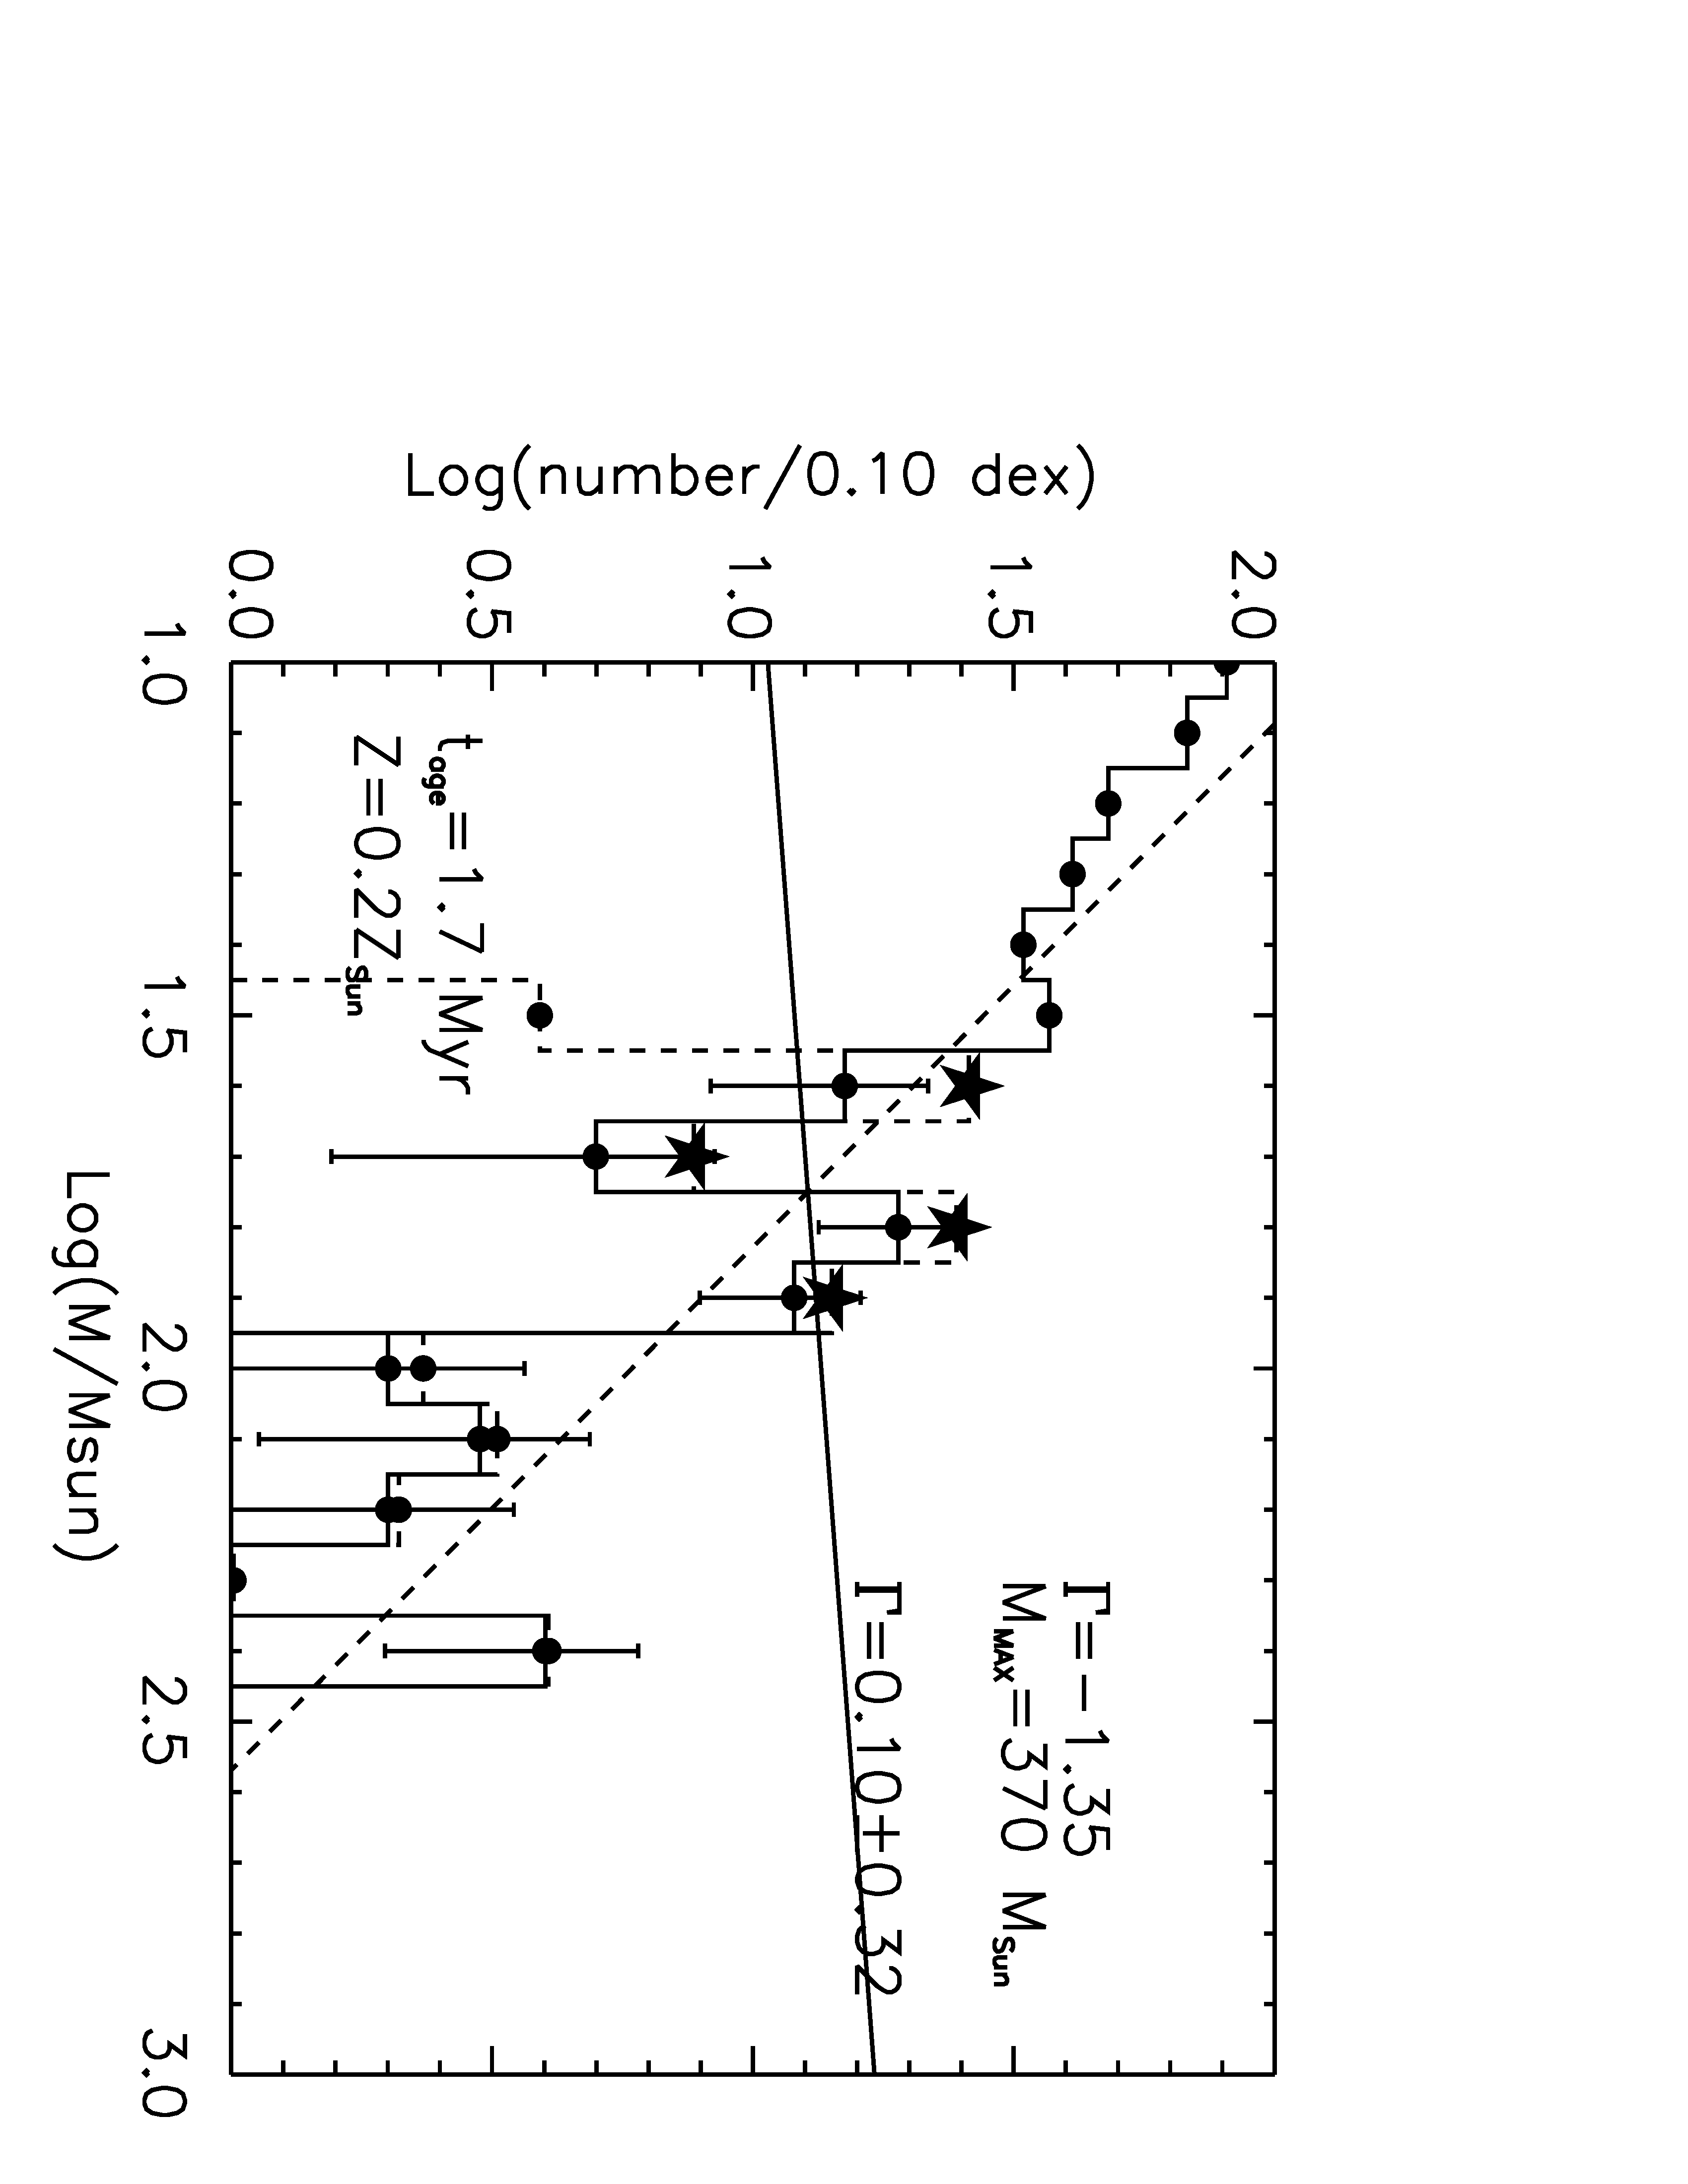 Γ=-1.35
M_MAX=370 M_Sun
Γ=0.10+0.32
t_age=1.7 Myr
Z=0.2Z_Sun
Log(number/0.10 dex)
2.0
1.5
1.0
0.5
0.0
1.0 1.5 2.0 2.5 3.0
Log(M/Msun)